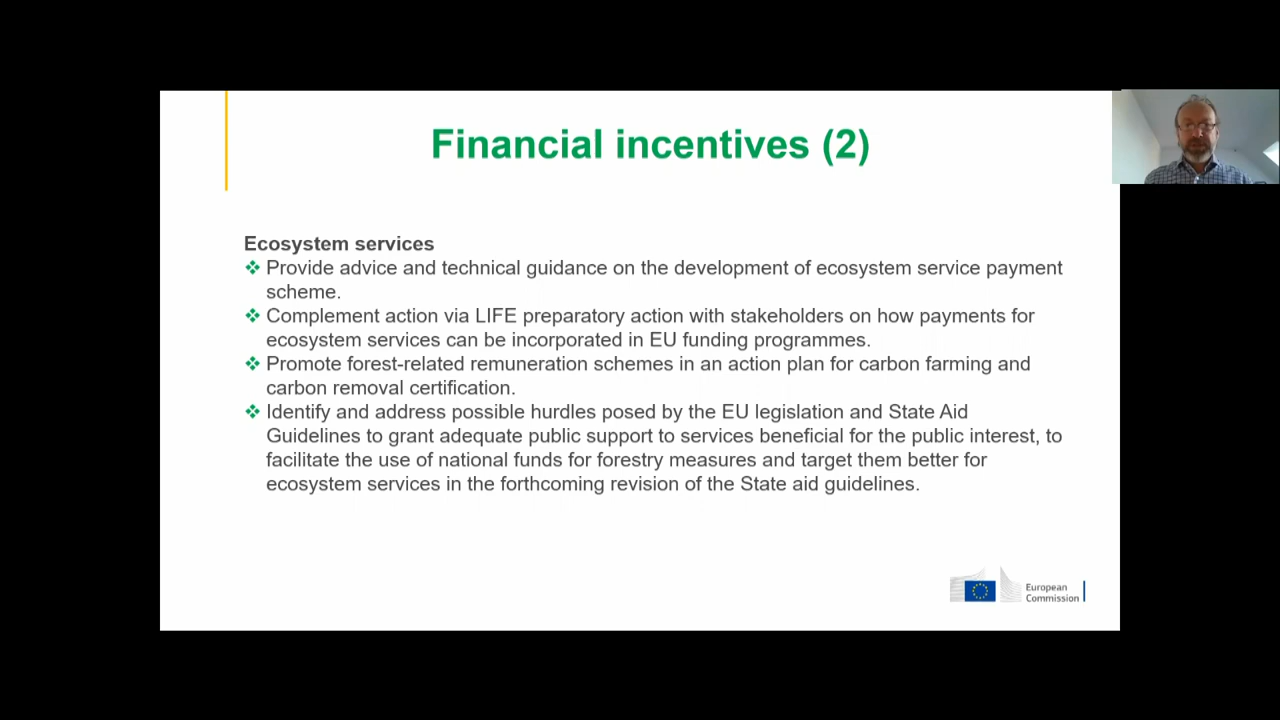 Financial incentives (2)
Ecosystem services
❖ Provide advice and technical guidance on the development of ecosystem service payment
scheme.
❖ Complement action via LIFE preparatory action with stakeholders on how payments for
ecosystem services can be incorporated in EU funding programmes.
❖ Promote forest-related remuneration schemes in an action plan for carbon farming and
carbon removal certification.
❖ Identify and address possible hurdles posed by the EU legislation and State Aid
Guidelines to grant adequate public support to services beneficial for the public interest, to
facilitate the use of national funds for forestry measures and target them better for
ecosystem services in the forthcoming revision of the State aid guidelines.
European
Commission